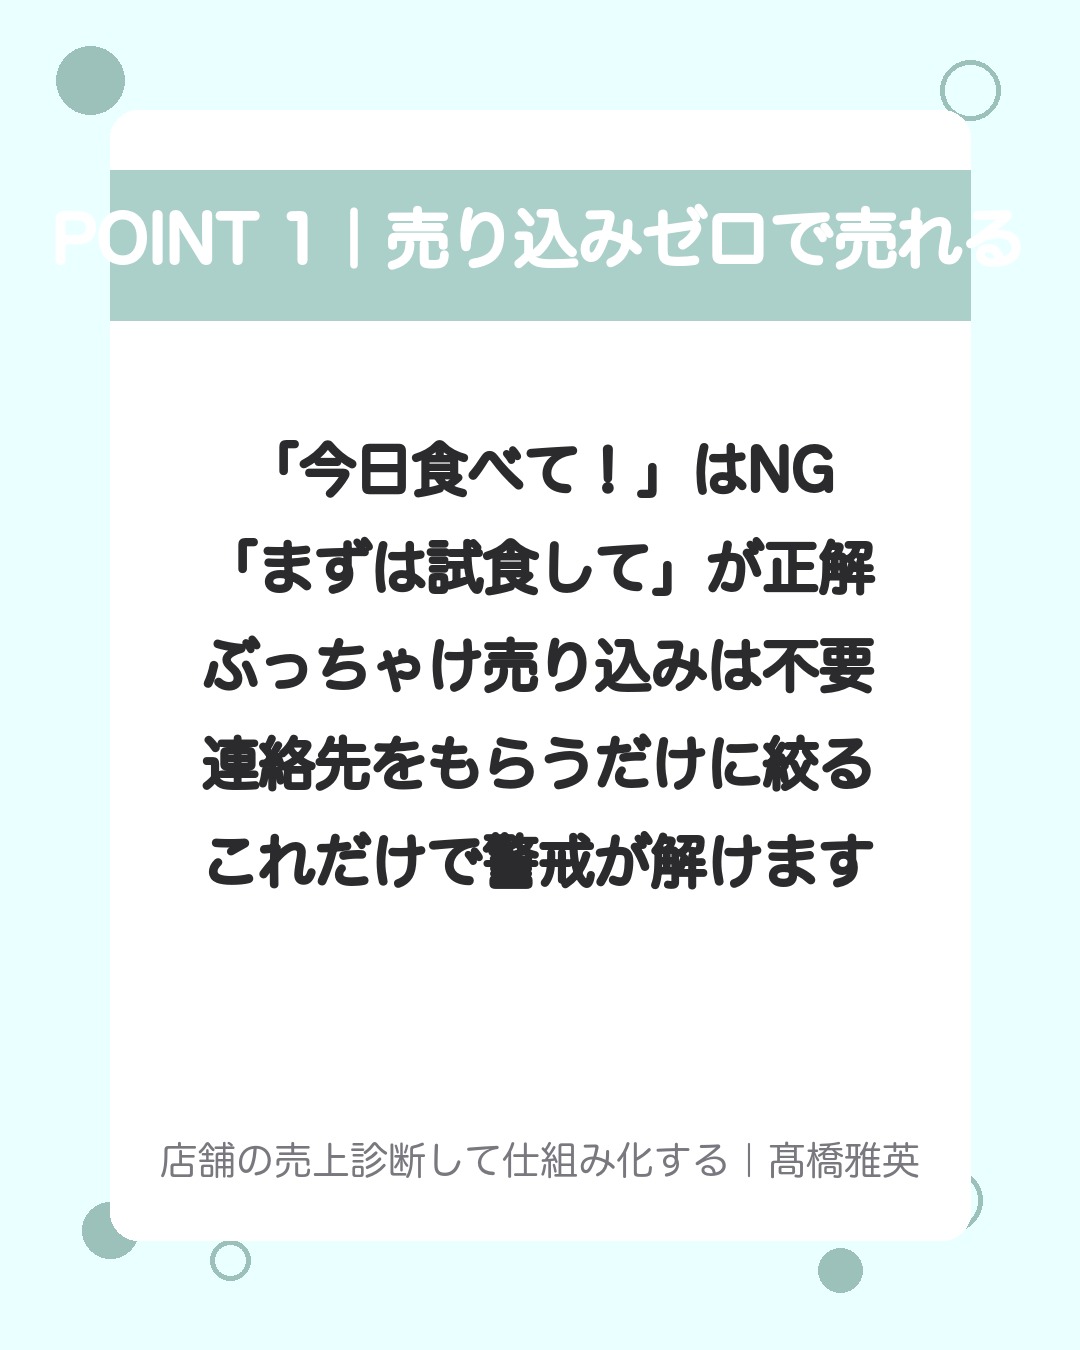 POINT 1｜売り込みゼロで売れる
「今日食べて！」はNG
「まずは試食して」が正解
ぶっちゃけ売り込みは不要
連絡先をもらうだけに絞る
これだけで警戒が解けます
店舗の売上診断して仕組み化する｜髙橋雅英